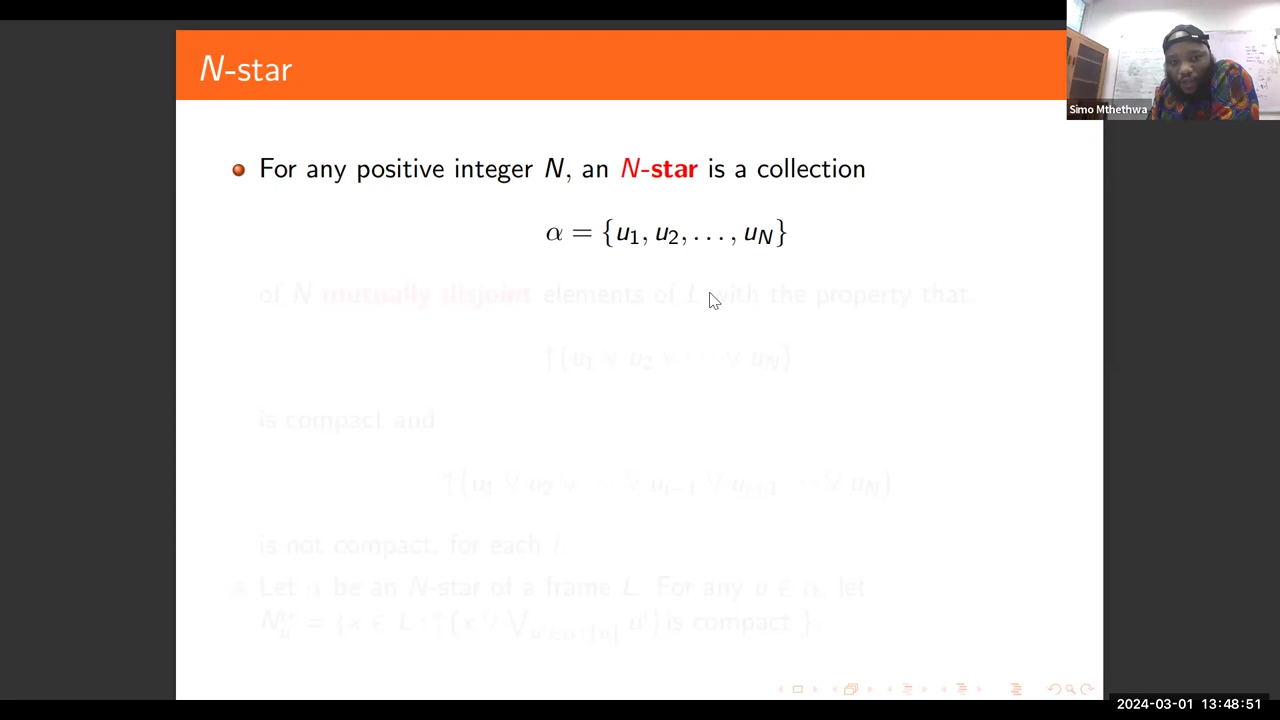 N-star
Simo Mthethwa
For any positive integer N, an N-star is a collection
α = {u₁, u₂, . . . , u_N}
of N mutually disjoint elements of L with the property that
↑(u₁ ∨ u₂ ∨ ⋯ ∨ u_N)
is compact and
↑(u₁ ∨ u₂ ∨ ⋯ ∨ u_{i−1} ∨ u_{i+1} ⋯ ∨ u_N)
is not compact, for each i
Let α be an N-star of a frame L. For any u ∈ α, let
is compact }.
2024-03-01 13:48:51